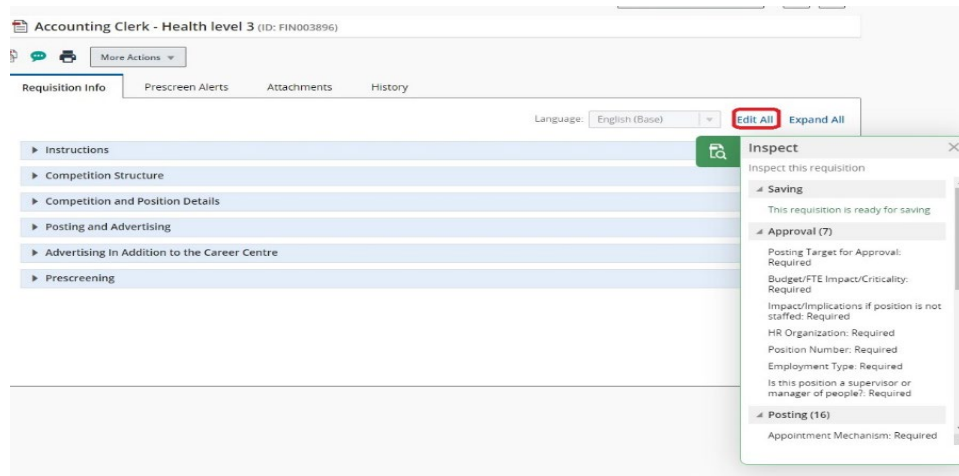 Accounting Clerk - Health level 3 (ID: FIN003896)
More Actions
Requisition Info
Prescreen Alerts
Attachments
History
Language: English (Base)
Edit All
Expand All
Instructions
Competition Structure
Competition and Position Details
Posting and Advertising
Advertising In Addition to the Career Centre
Prescreening
Inspect
Inspect this requisition
Saving
This requisition is ready for saving
Approval (7)
Posting Target for Approval:
Required
Budget/FTE Impact/Criticality:
Required
Impact/Implications if position is not
staffed: Required
HR Organization: Required
Position Number: Required
Employment Type: Required
Is this position a supervisor or
manager of people?: Required
Posting (16)
Appointment Mechanism: Required